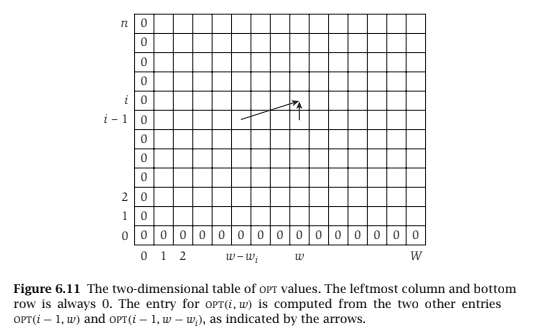 n 0
0
0
0
i 0
i – 1 0
0
0
0
2 0
1 0
0 0 0 0 0 0 0 0 0 0 0 0 0 0 0 0
0 1 2 w – wᵢ w W
Figure 6.11 The two-dimensional table of OPT values. The leftmost column and bottom
row is always 0. The entry for OPT(i, w) is computed from the two other entries
OPT(i − 1, w) and OPT(i − 1, w − wᵢ), as indicated by the arrows.